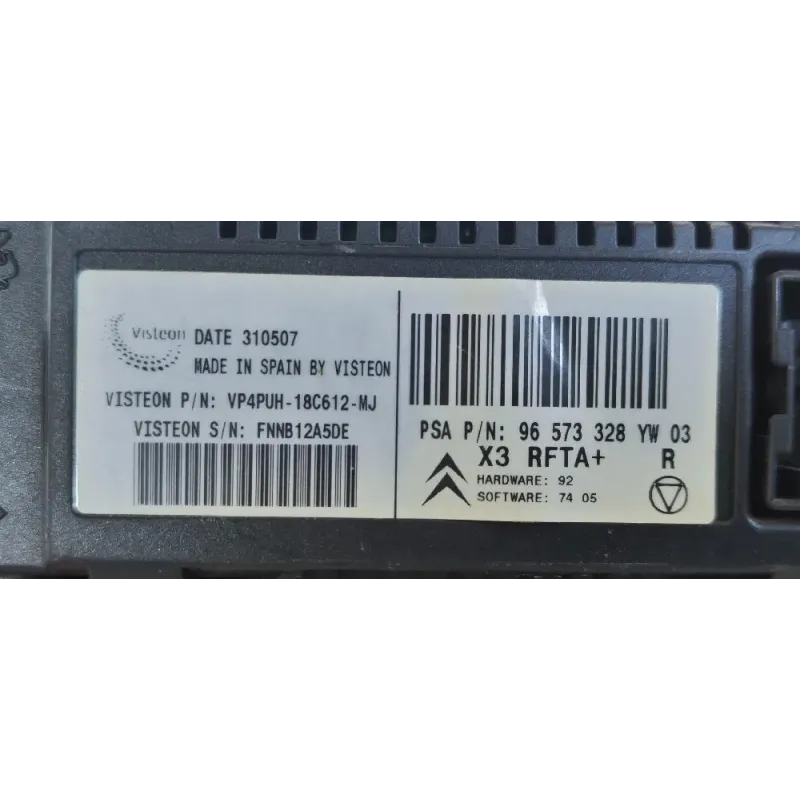 Visteon
DATE 310507
MADE IN SPAIN BY VISTEON
VISTEON P/N: VP4PUH-18C612-MJ
VISTEON S/N: FNNB12A5DE
PSA P/N: 96 573 328 YW 03
X3 RFTA+ R
HARDWARE: 92
SOFTWARE: 74 05